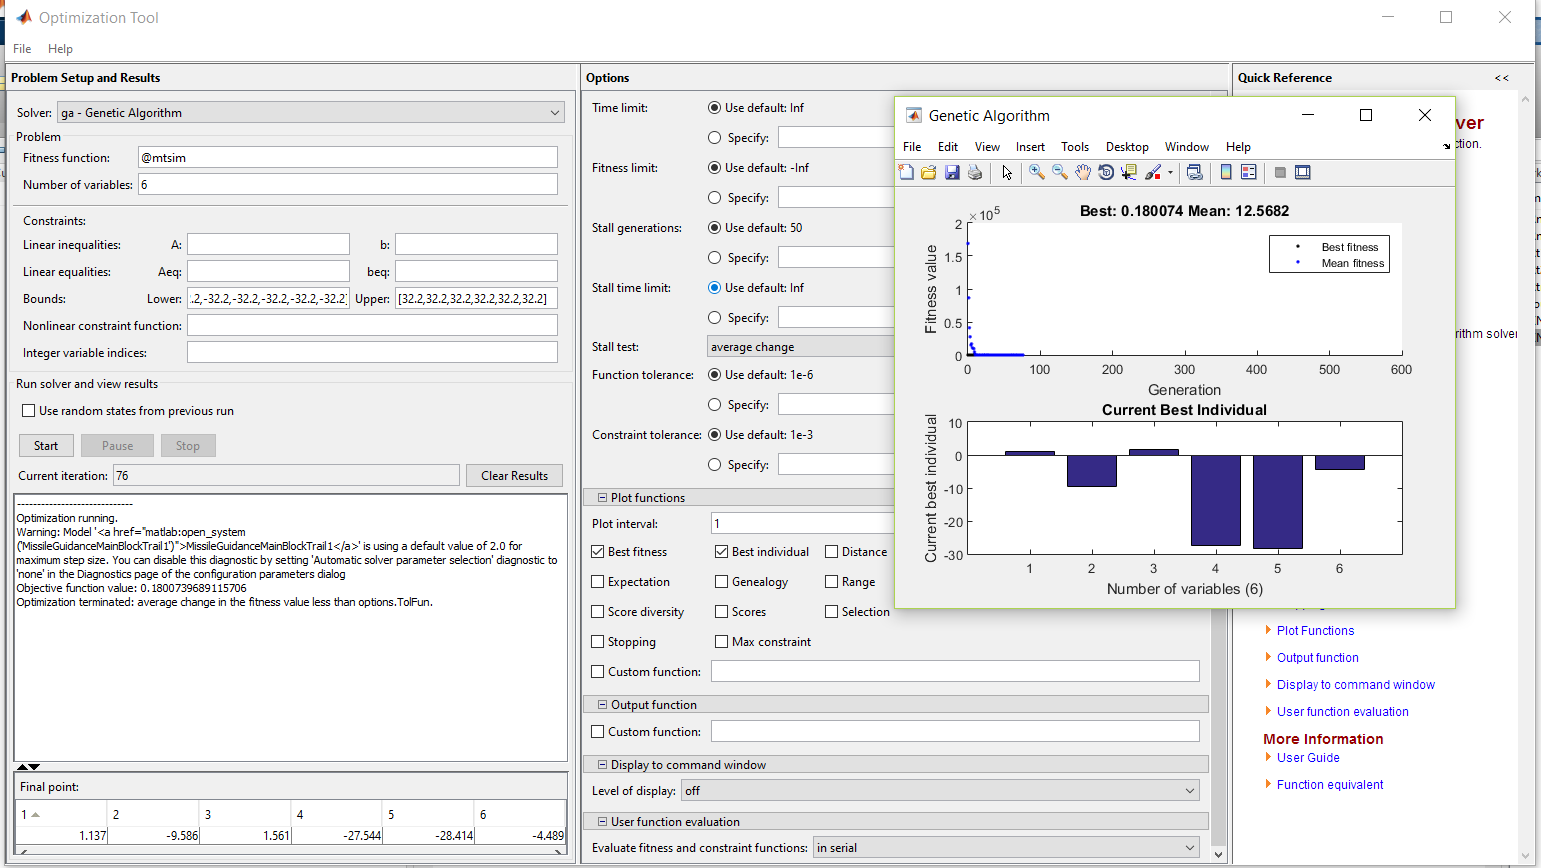 Optimization Tool
File Help
Problem Setup and Results
Solver: ga - Genetic Algorithm
Problem
Fitness function: @mtsim
Number of variables: 6
Constraints:
Linear inequalities: A: b:
Linear equalities: Aeq: beq:
Bounds: Lower: .2,-32.2,-32.2,-32.2,-32.2,-32.2] Upper: [32.2,32.2,32.2,32.2,32.2,32.2]
Nonlinear constraint function:
Integer variable indices:
Run solver and view results
Use random states from previous run
Start Pause Stop
Current iteration: 76 Clear Results
Optimization running.
Warning: Model '<a href="matlab:open_system
('MissileGuidanceMainBlockTrail1')">MissileGuidanceMainBlockTrail1</a>' is using a default value of 2.0 for
maximum step size. You can disable this diagnostic by setting 'Automatic solver parameter selection' diagnostic to
'none' in the Diagnostics page of the configuration parameters dialog
Objective function value: 0.1800739689115706
Optimization terminated: average change in the fitness value less than options.TolFun.
Final point:
1 2 3 4 5 6
1.137 -9.586 1.561 -27.544 -28.414 -4.489
Options
Time limit: Use default: Inf
Specify:
Fitness limit: Use default: -Inf
Specify:
Stall generations: Use default: 50
Specify:
Stall time limit: Use default: Inf
Specify:
Stall test: average change
Function tolerance: Use default: 1e-6
Specify:
Constraint tolerance: Use default: 1e-3
Specify:
Plot functions
Plot interval: 1
Best fitness Best individual Distance
Expectation Genealogy Range
Score diversity Scores Selection
Stopping Max constraint
Custom function:
Output function
Custom function:
Display to command window
Level of display: off
User function evaluation
Evaluate fitness and constraint functions: in serial
Genetic Algorithm
File Edit View Insert Tools Desktop Window Help
Best: 0.180074 Mean: 12.5682
×10^5
Fitness value
2
1.5
1
0.5
0
Best fitness
Mean fitness
0 100 200 300 400 500 600
Generation
Current Best Individual
Current best individual
10
0
-10
-20
-30
1 2 3 4 5 6
Number of variables (6)
Quick Reference <<
ver
ction.
rithm solver
Plot Functions
Output function
Display to command window
User function evaluation
More Information
User Guide
Function equivalent